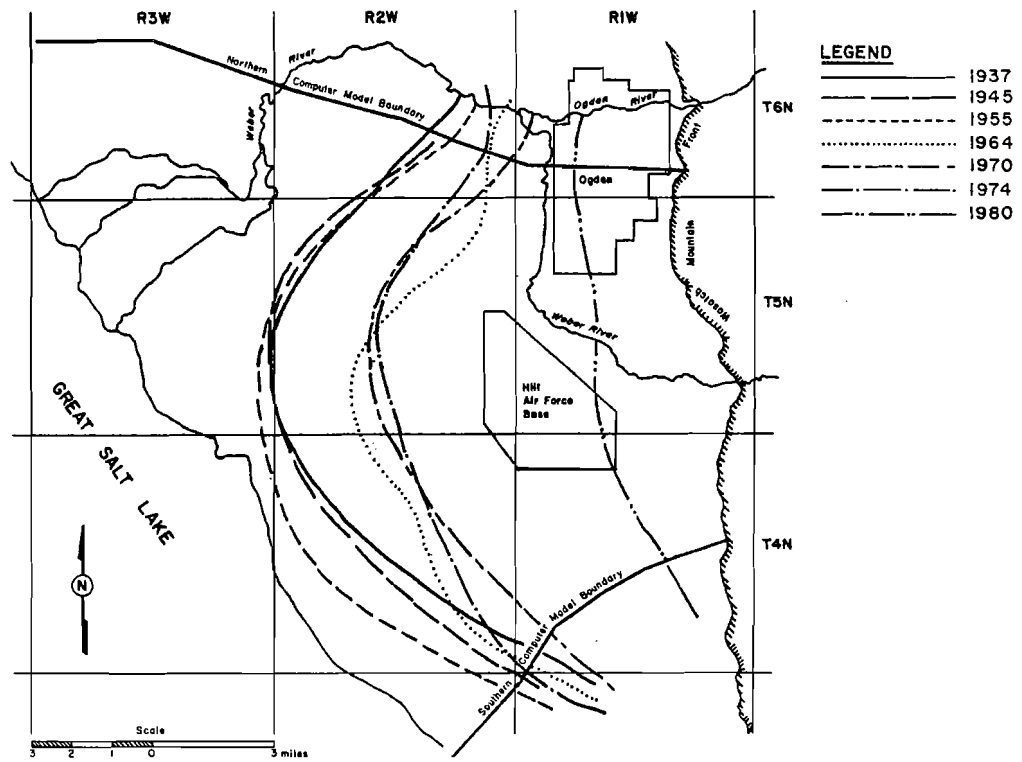 R3W
R2W
R1W
LEGEND
1937
1945
1955
1964
1970
1974
1980
T6N
T5N
T4N
Northern Computer Model Boundary
River
Weber
Ogden River
Ogden
Front
Mountain
Wasatch
Weber River
Hill
Air Force
Base
GREAT
SALT
LAKE
N
Southern Computer Model Boundary
Scale
3 2 1 0 3 miles